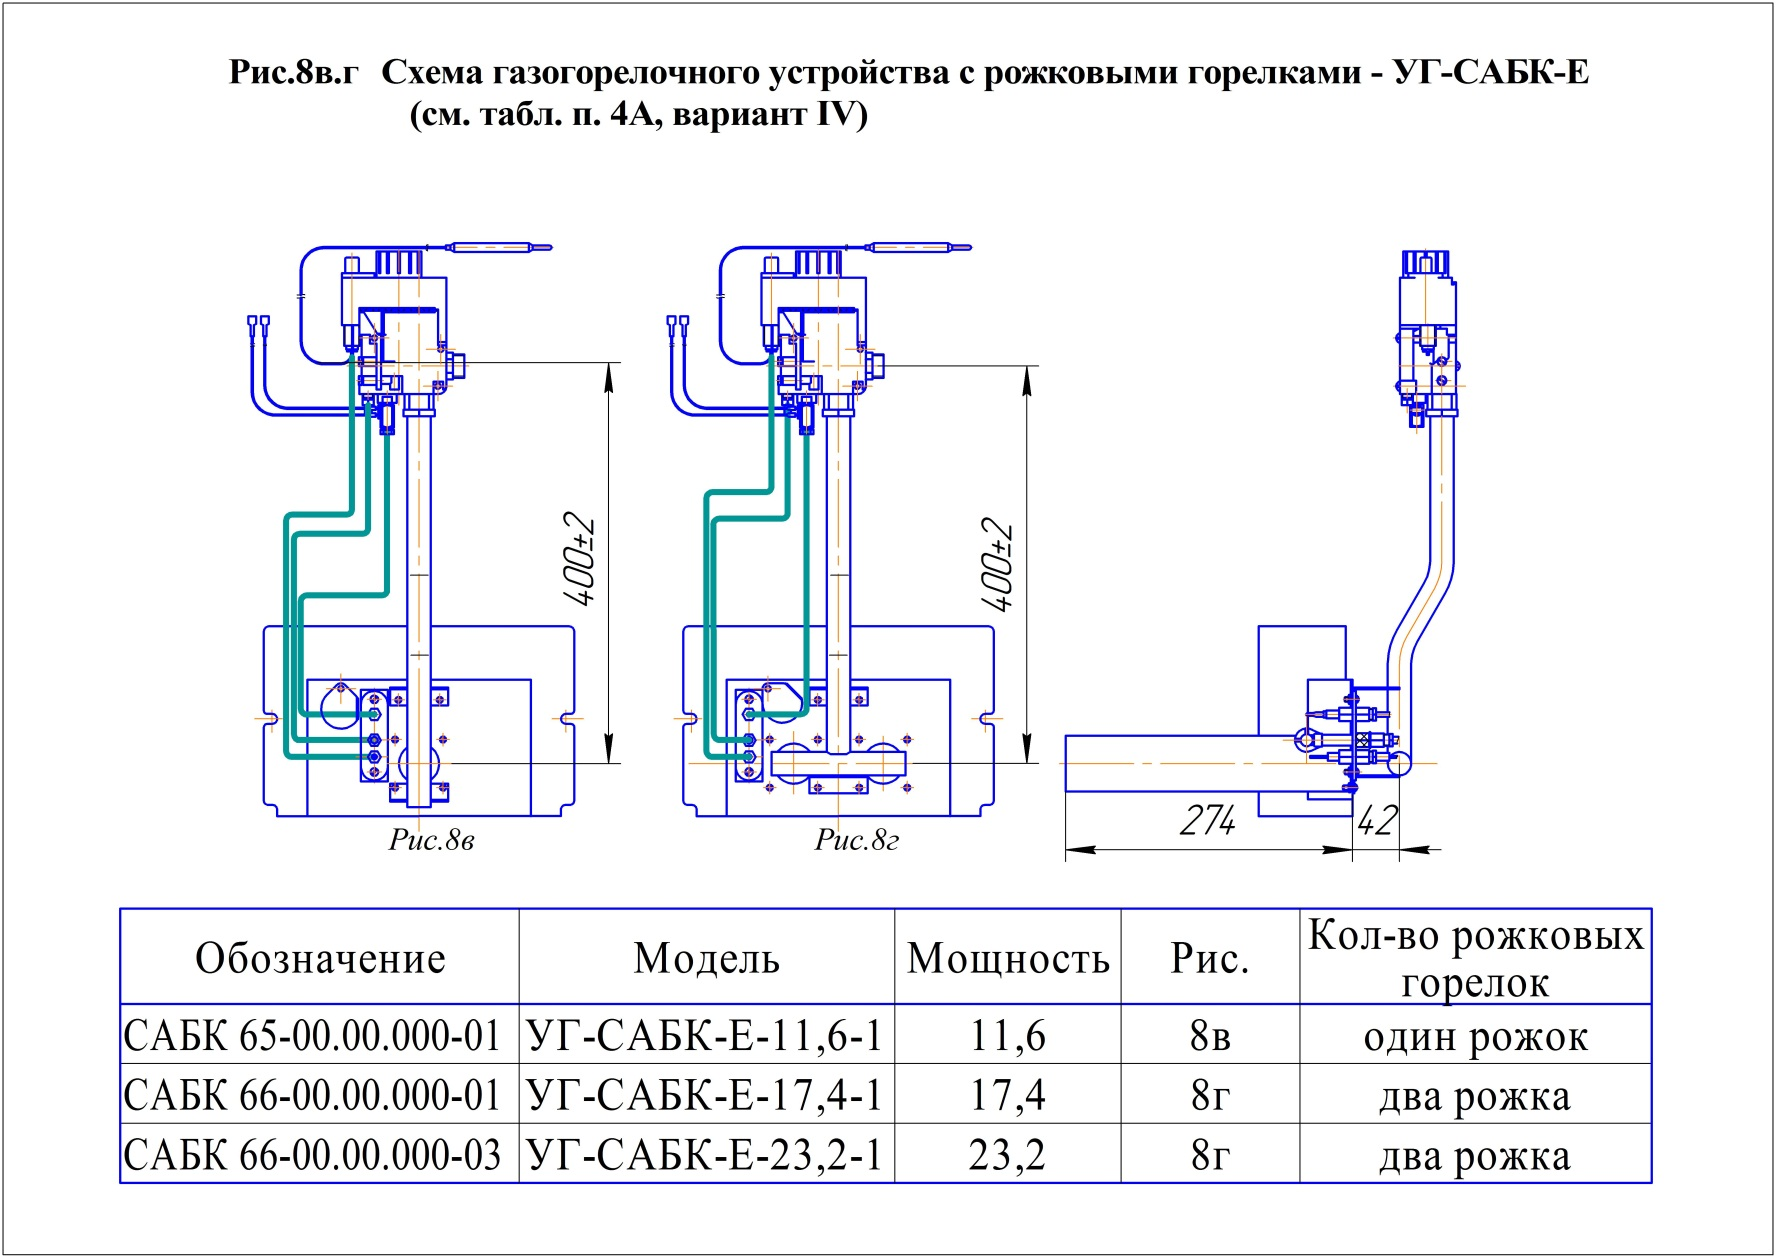 Рис.8в.г Схема газогорелочного устройства с рожковыми горелками - УГ-САБК-Е
(см. табл. п. 4А, вариант IV)
400±2
400±2
274
42
Рис.8в
Рис.8г
Обозначение Модель Мощность Рис. Кол-во рожковых
горелок
САБК 65-00.00.000-01 УГ-САБК-Е-11,6-1 11,6 8в один рожок
САБК 66-00.00.000-01 УГ-САБК-Е-17,4-1 17,4 8г два рожка
САБК 66-00.00.000-03 УГ-САБК-Е-23,2-1 23,2 8г два рожка